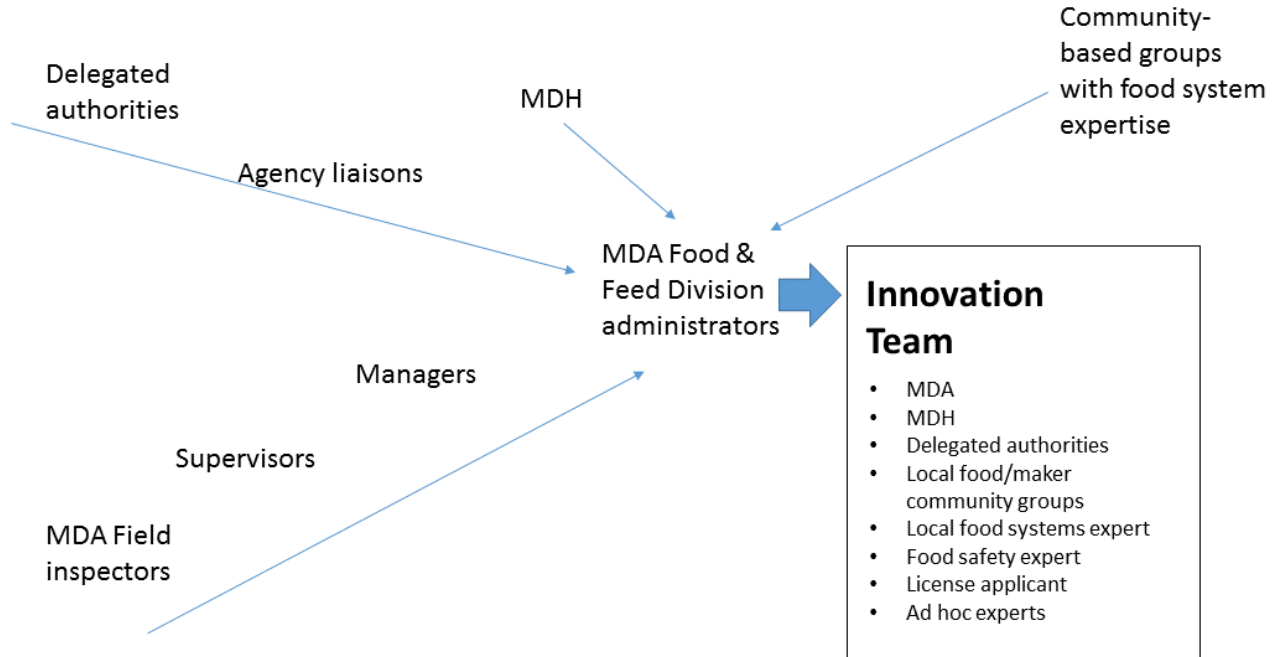 Community-
based groups
with food system
expertise
Delegated
authorities
MDH
Agency liaisons
MDA Food &
Feed Division
administrators
Managers
Supervisors
MDA Field
inspectors
Innovation
Team
• MDA
• MDH
• Delegated authorities
• Local food/maker
community groups
• Local food systems expert
• Food safety expert
• License applicant
• Ad hoc experts